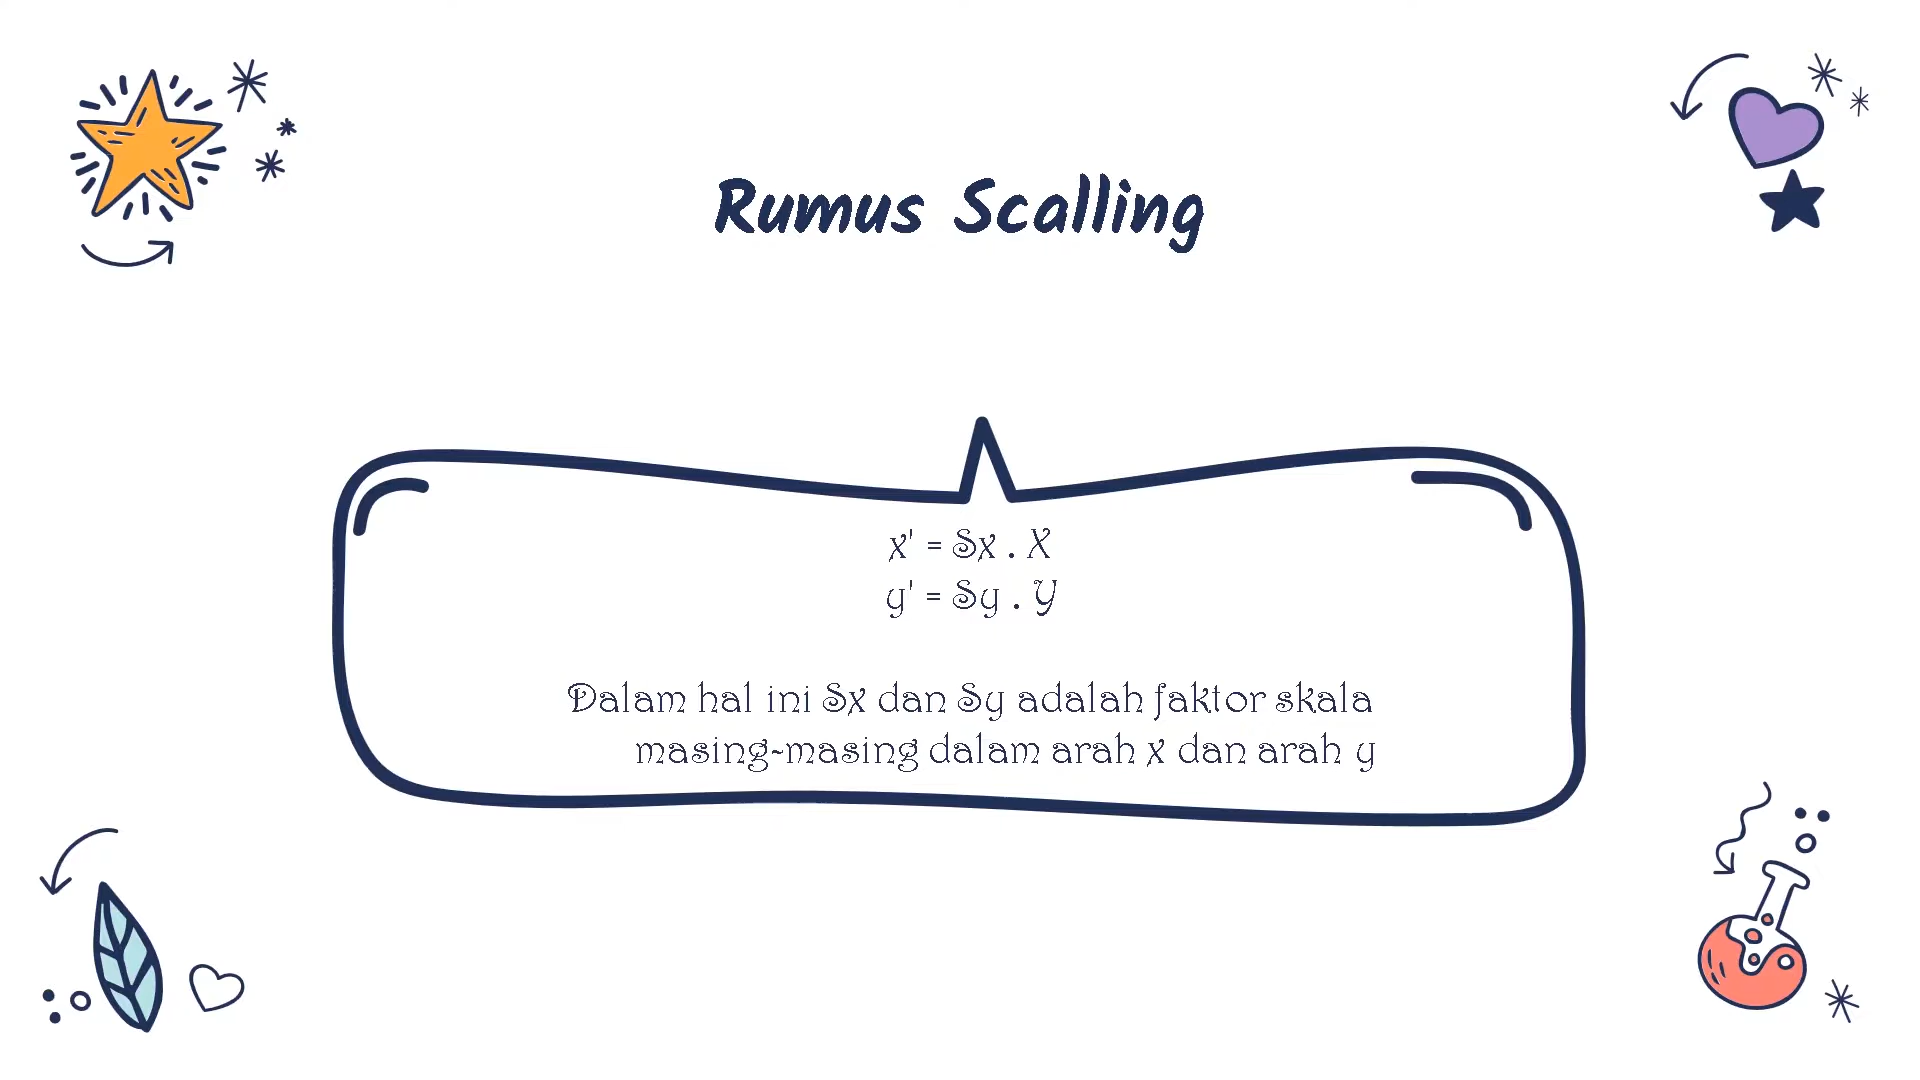 Rumus Scalling
x' = Sx . X
y' = Sy . Y
Dalam hal ini Sx dan Sy adalah faktor skala
masing-masing dalam arah x dan arah y